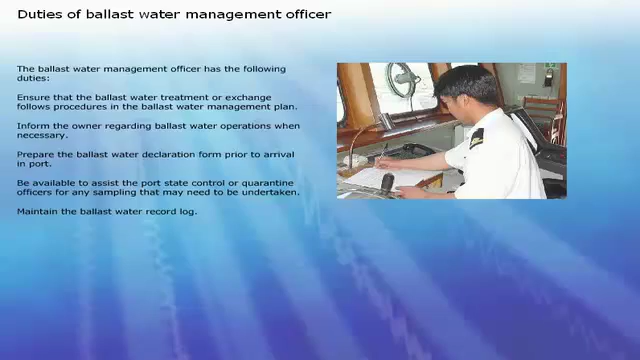 Duties of ballast water management officer
The ballast water management officer has the following
duties:
Ensure that the ballast water treatment or exchange
follows procedures in the ballast water management plan.
Inform the owner regarding ballast water operations when
necessary.
Prepare the ballast water declaration form prior to arrival
in port.
Be available to assist the port state control or quarantine
officers for any sampling that may need to be undertaken.
Maintain the ballast water record log.